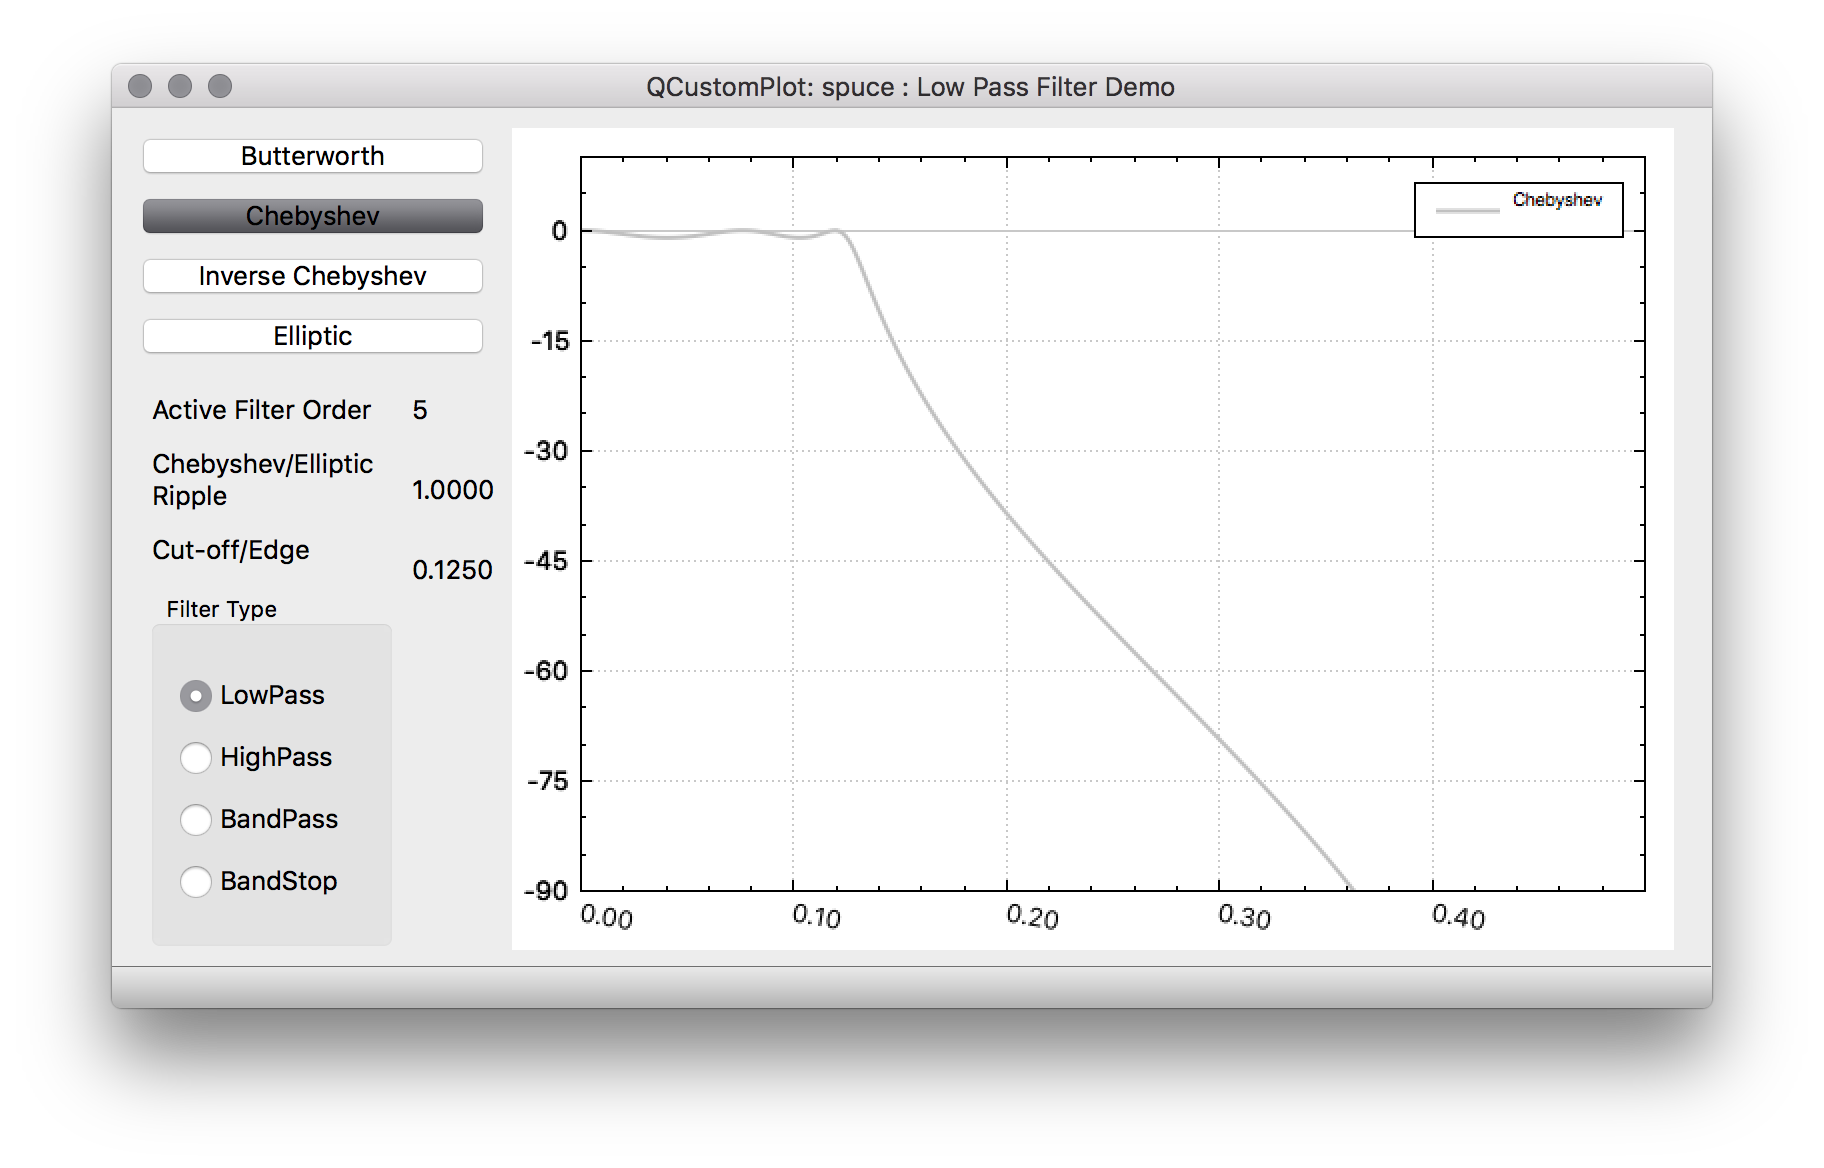 QCustomPlot: spuce : Low Pass Filter Demo
Butterworth
Chebyshev
Inverse Chebyshev
Elliptic
Active Filter Order 5
Chebyshev/Elliptic
Ripple 1.0000
Cut-off/Edge
0.1250
Filter Type
LowPass
HighPass
BandPass
BandStop
Chebyshev
0
-15
-30
-45
-60
-75
-90
0.00 0.10 0.20 0.30 0.40